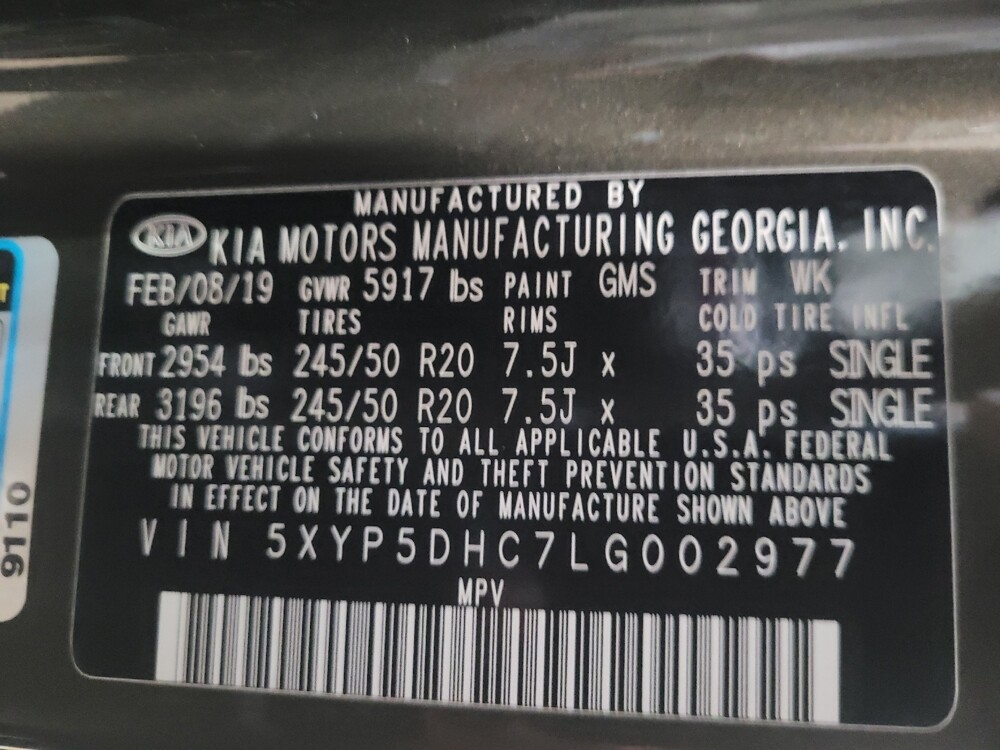 MANUFACTURED BY
KIA KIA MOTORS MANUFACTURING GEORGIA, INC.
FEB/08/19 GVWR 5917 lbs PAINT GMS TRIM WK
GAWR TIRES RIMS COLD TIRE INFL
FRONT 2954 lbs 245/50 R20 7.5J x 35 ps SINGLE
REAR 3196 lbs 245/50 R20 7.5J x 35 ps SINGLE
THIS VEHICLE CONFORMS TO ALL APPLICABLE U.S.A. FEDERAL
MOTOR VEHICLE SAFETY AND THEFT PREVENTION STANDARDS
IN EFFECT ON THE DATE OF MANUFACTURE SHOWN ABOVE
VIN 5XYP5DHC7LG002977
MPV
9110